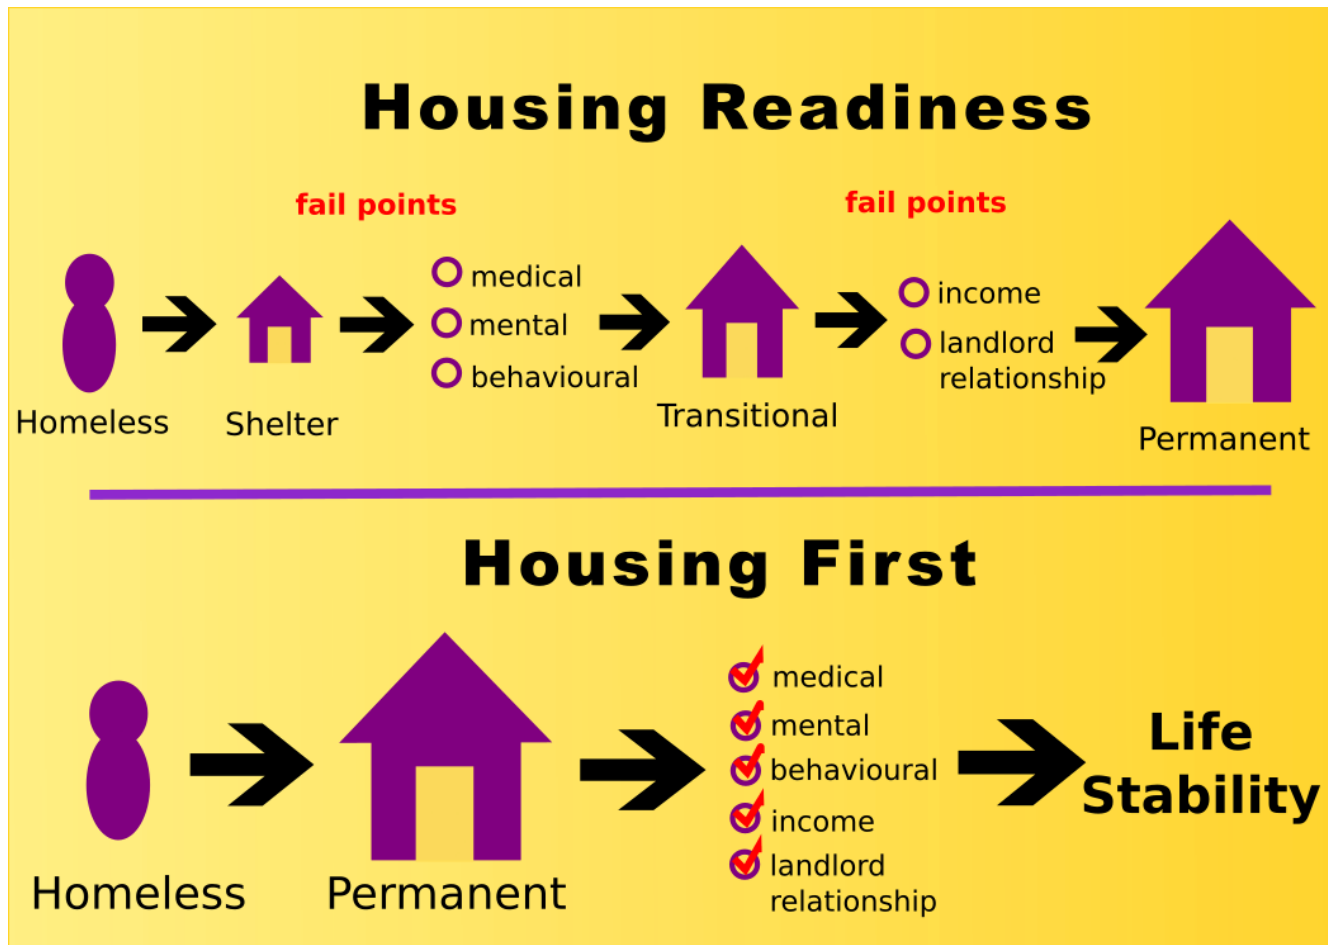 Housing Readiness
fail points
fail points
medical
mental
behavioural
income
landlord
relationship
Homeless
Shelter
Transitional
Permanent
Housing First
medical
mental
behavioural
income
landlord
relationship
Life
Stability
Homeless
Permanent